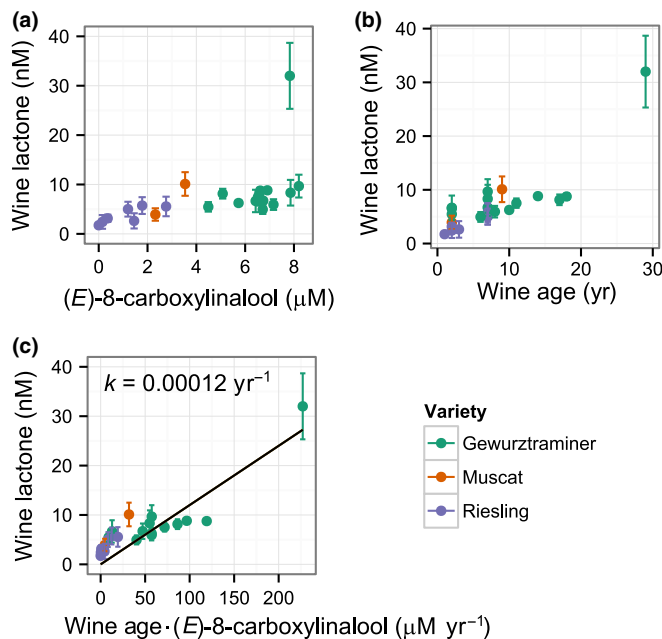 (a)
Wine lactone (nM)
40
30
20
10
0
0 2 4 6 8
(E)-8-carboxylinalool (μM)
(b)
Wine lactone (nM)
40
30
20
10
0
0 10 20 30
Wine age (yr)
(c)
Wine lactone (nM)
40
30
20
10
0
k = 0.00012 yr⁻¹
0 50 100 150 200
Wine age·(E)-8-carboxylinalool (μM yr⁻¹)
Variety
Gewurztraminer
Muscat
Riesling